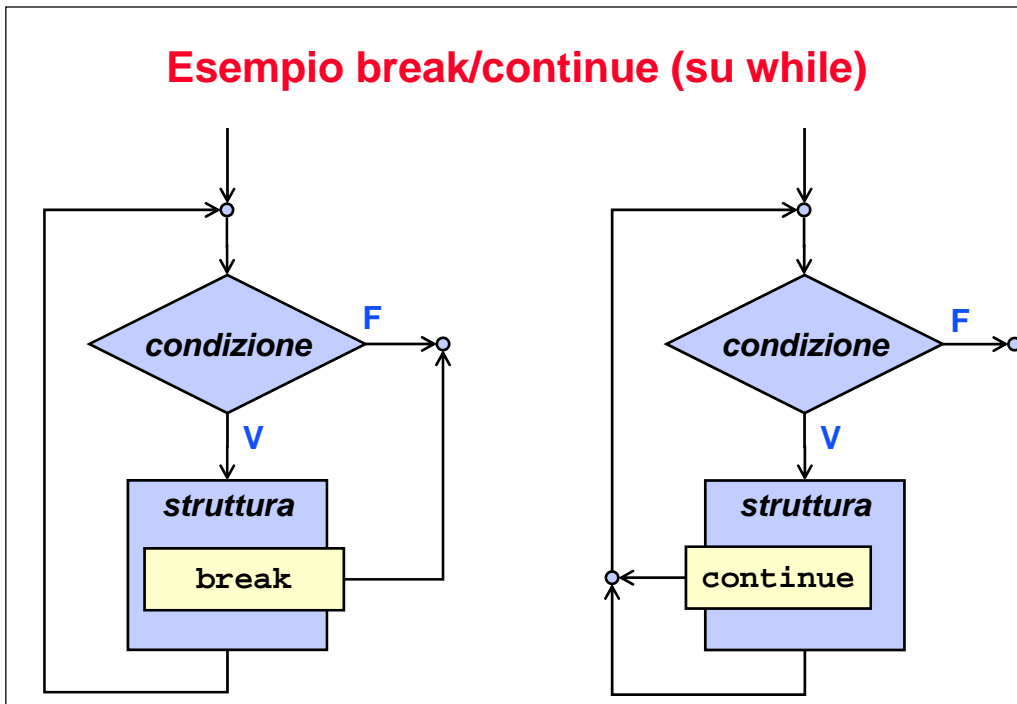 Esempio break/continue (su while)
condizione
F
V
struttura
break
condizione
F
V
struttura
continue